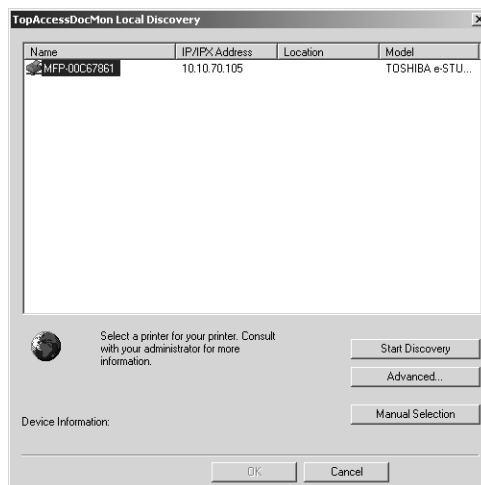 TopAccessDocMon Local Discovery
Name IP/IPX Address Location Model
MFP-00C67861 10.10.70.105 TOSHIBA e-STU...
Select a printer for your printer. Consult
with your administrator for more
information.
Start Discovery
Advanced...
Manual Selection
Device Information:
OK Cancel